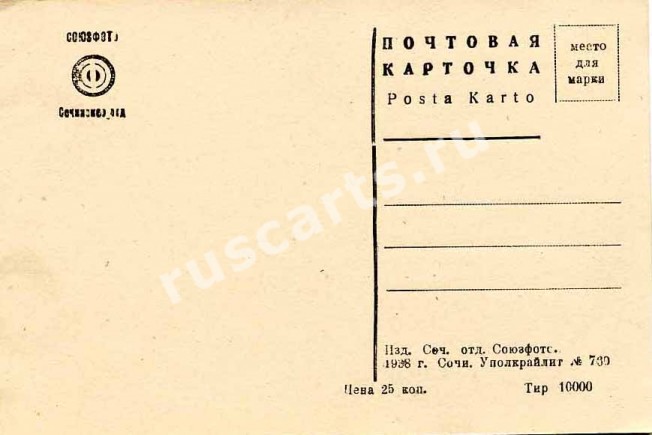 СОЮЗФОТО
Сочинское отд
ПОЧТОВАЯ
КАРТОЧКА
Posta Karto
место
для
марки
Изд. Соч. отд. Союзфото.
г. Сочи. Уполкрайлит №
Цена 25 коп. Тир 10000
ruscarts.ru